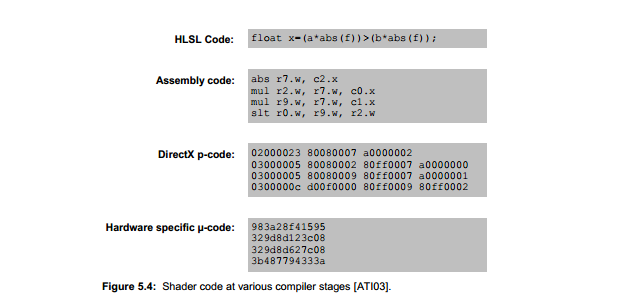 HLSL Code: float x=(a*abs(f))>(b*abs(f));
Assembly code: abs r7.w, c2.x
mul r2.w, r7.w, c0.x
mul r9.w, r7.w, c1.x
slt r0.w, r9.w, r2.w
DirectX p-code: 02000023 80080007 a0000002
03000005 80080002 80ff0007 a0000000
03000005 80080009 80ff0007 a0000001
0300000c d00f0000 80ff0009 80ff0002
Hardware specific µ-code: 983a28f41595
329d8d123c08
329d8d627c08
3b487794333a
Figure 5.4: Shader code at various compiler stages [ATI03].